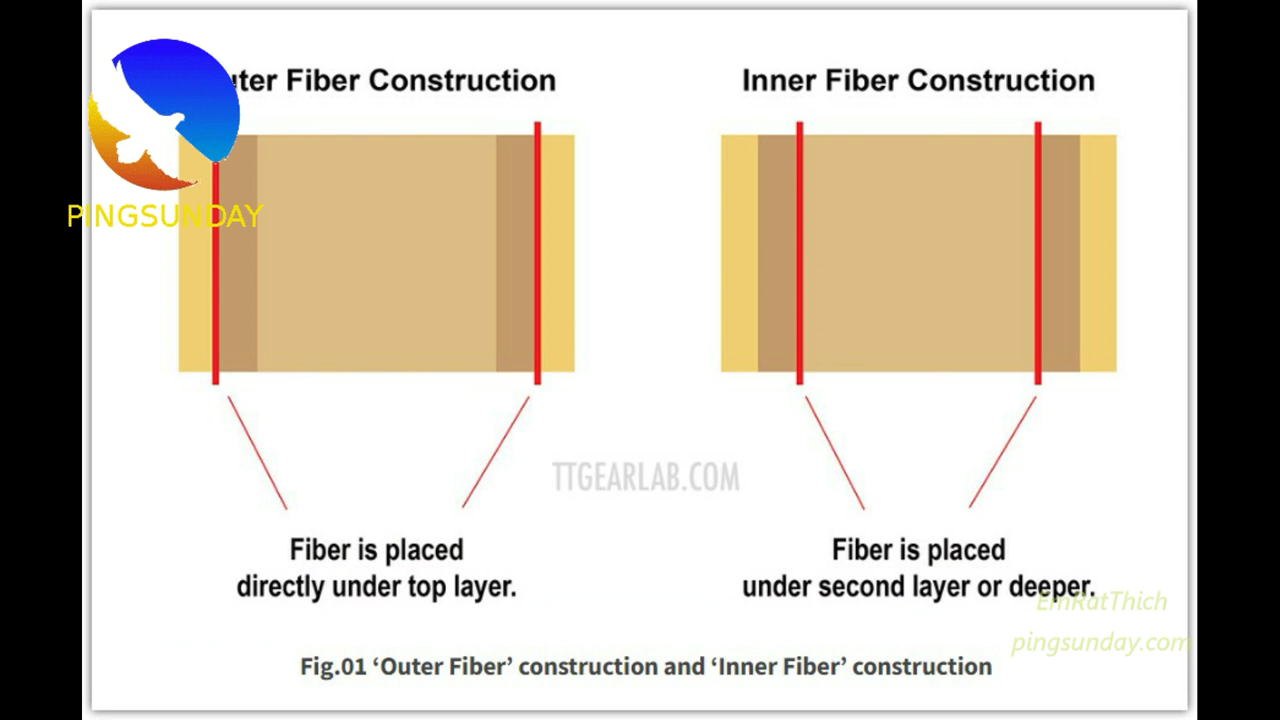 uter Fiber Construction
Inner Fiber Construction
PINGSUNDAY
TTGEARLAB.COM
Fiber is placed
directly under top layer.
Fiber is placed
under second layer or deeper.
EmRatThich
pingsunday.com
Fig.01 ‘Outer Fiber’ construction and ‘Inner Fiber’ construction